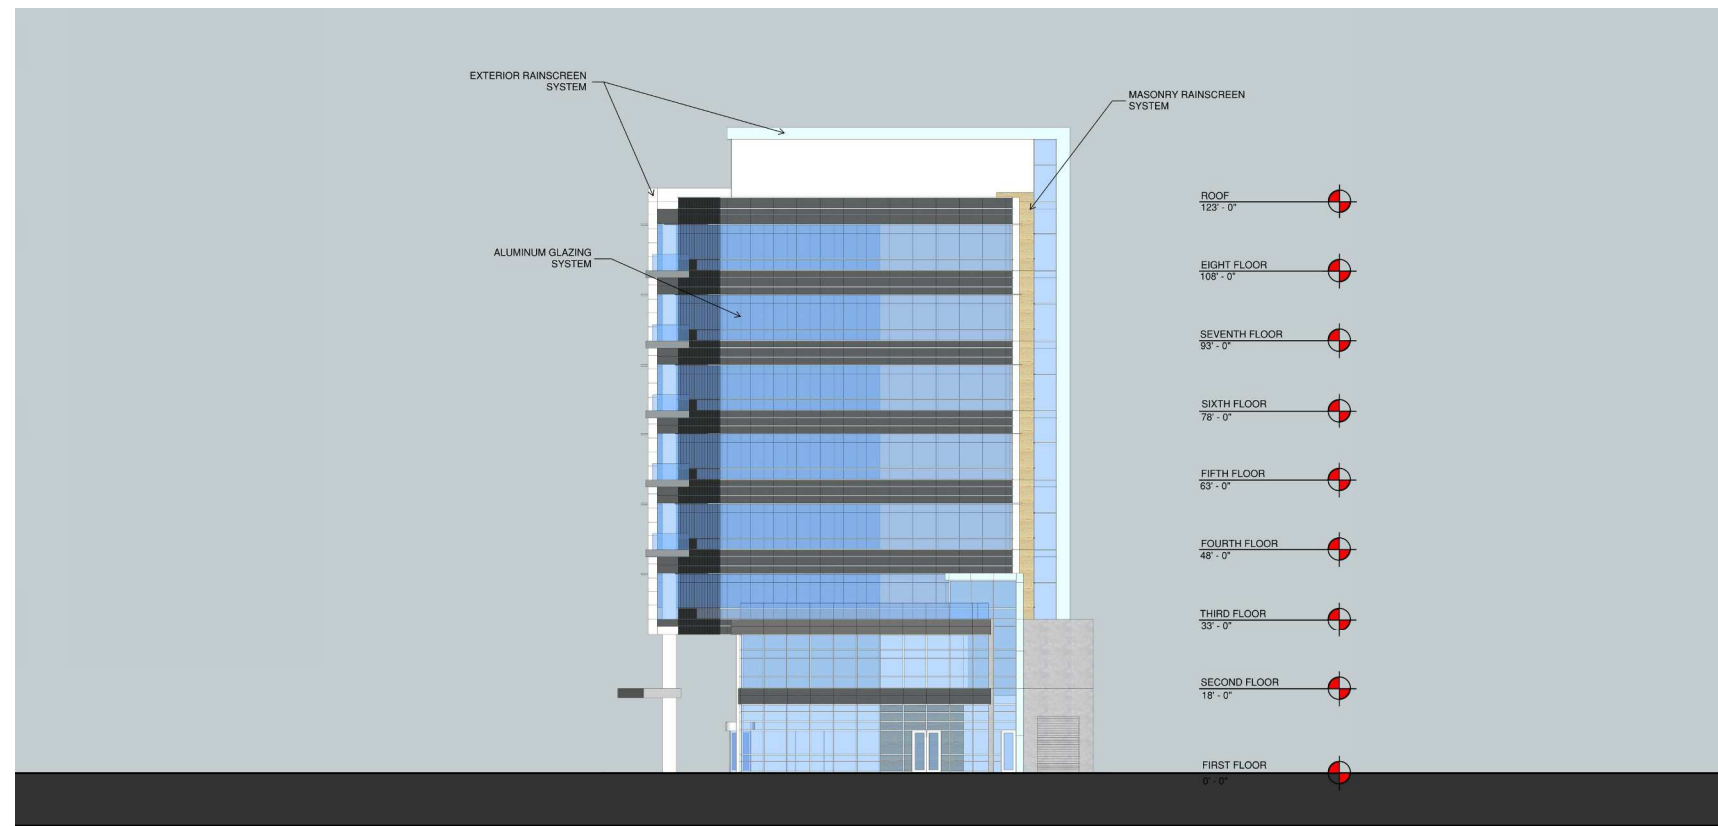 EXTERIOR RAINSCREEN
SYSTEM
MASONRY RAINSCREEN
SYSTEM
ALUMINUM GLAZING
SYSTEM
ROOF
123' - 0"
EIGHT FLOOR
108' - 0"
SEVENTH FLOOR
93' - 0"
SIXTH FLOOR
78' - 0"
FIFTH FLOOR
63' - 0"
FOURTH FLOOR
48' - 0"
THIRD FLOOR
33' - 0"
SECOND FLOOR
18' - 0"
FIRST FLOOR
0' - 0"